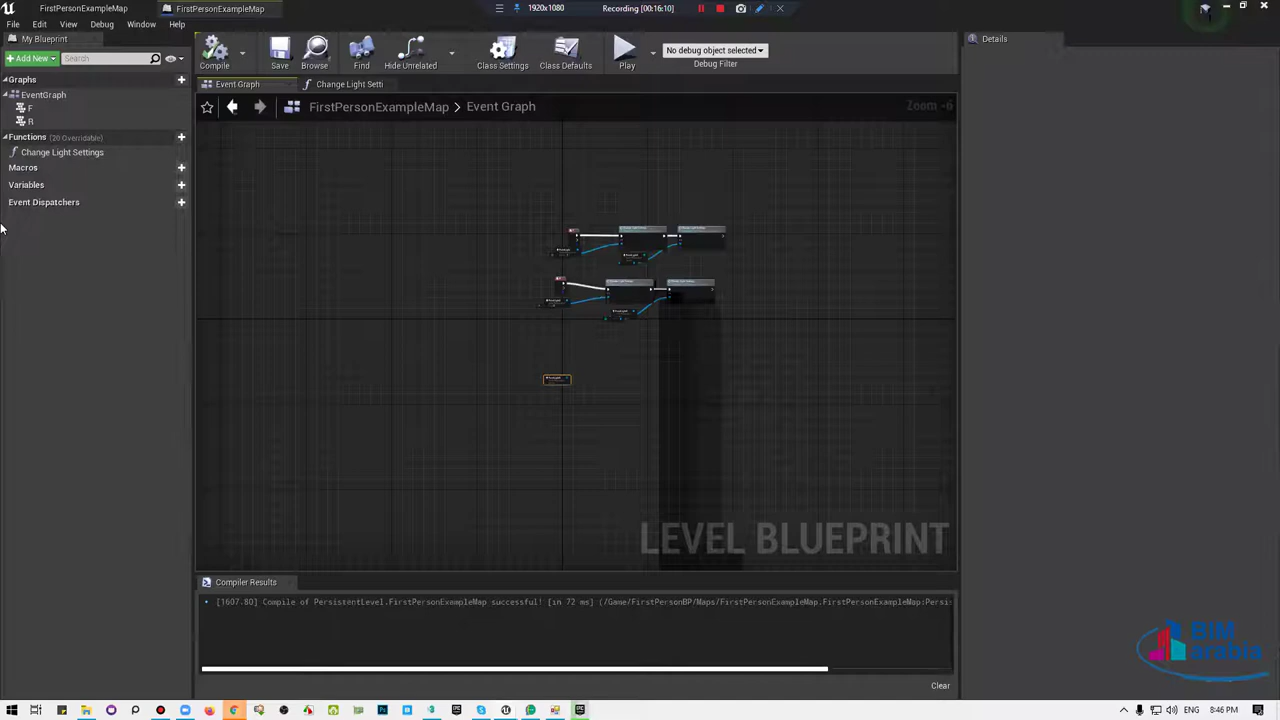 FirstPersonExampleMap
FirstPersonExampleMap
1920x1080
Recording [00:16:10]
File Edit View Debug Window Help
My Blueprint
Add New
Search
Graphs
EventGraph
F
R
Functions (20 Overridable)
Change Light Settings
Macros
Variables
Event Dispatchers
Compile
Save
Browse
Find
Hide Unrelated
Class Settings
Class Defaults
Play
No debug object selected
Debug Filter
Event Graph
Change Light Setti
FirstPersonExampleMap > Event Graph
Zoom -6
LEVEL BLUEPRINT
Compiler Results
[1607.80] Compile of PersistentLevel.FirstPersonExampleMap successful! [in 72 ms] (/Game/FirstPersonBP/Maps/FirstPersonExampleMap.FirstPersonExampleMap:Persis
Clear
Details
BIM
arabia
ENG
8:46 PM